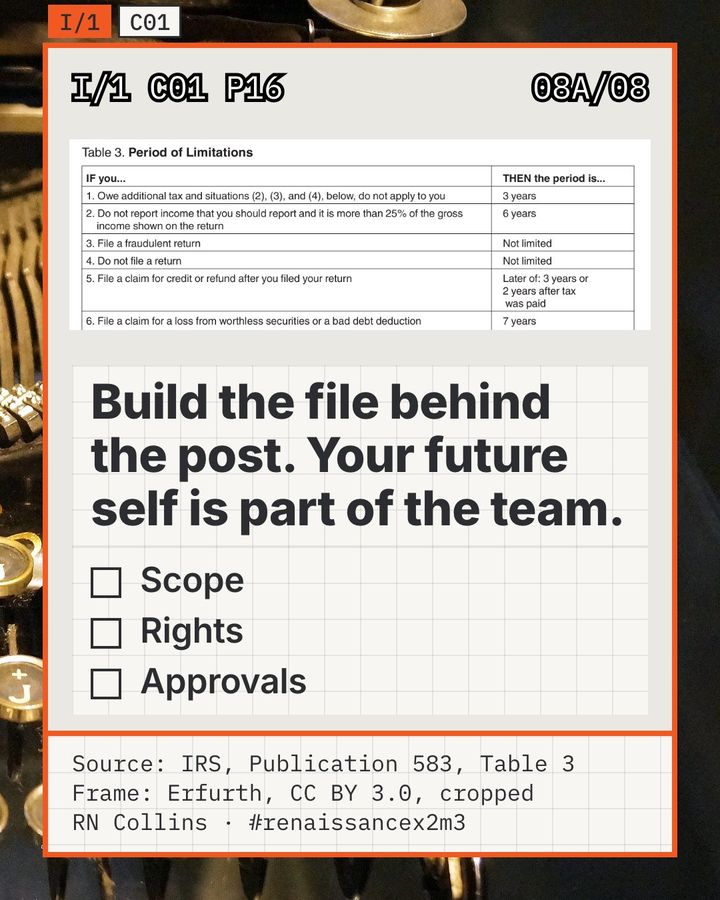 I/1 C01
I/1 C01 P16 08A/08
Table 3. Period of Limitations
IF you... THEN the period is...
1. Owe additional tax and situations (2), (3), and (4), below, do not apply to you 3 years
2. Do not report income that you should report and it is more than 25% of the gross 6 years
income shown on the return
3. File a fraudulent return Not limited
4. Do not file a return Not limited
5. File a claim for credit or refund after you filed your return Later of: 3 years or
2 years after tax
was paid
6. File a claim for a loss from worthless securities or a bad debt deduction 7 years
Build the file behind
the post. Your future
self is part of the team.
Scope
Rights
Approvals
Source: IRS, Publication 583, Table 3
Frame: Erfurth, CC BY 3.0, cropped
RN Collins · #renaissancex2m3
J